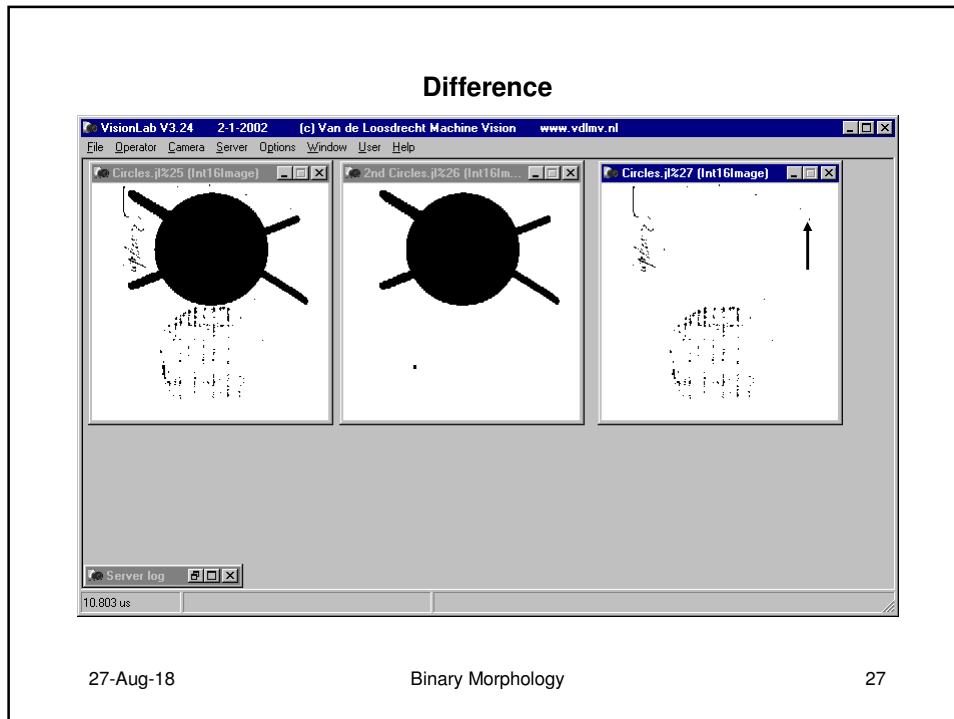 Difference
VisionLab V3.24 2-1-2002 (c) Van de Loosdrecht Machine Vision www.vdlmv.nl
File Operator Camera Server Options Window User Help
Circles.jl%25 (Int16Image)
2nd Circles.jl%26 (Int16Im...
Circles.jl%27 (Int16Image)
Server log
10.803 us
27-Aug-18 Binary Morphology 27